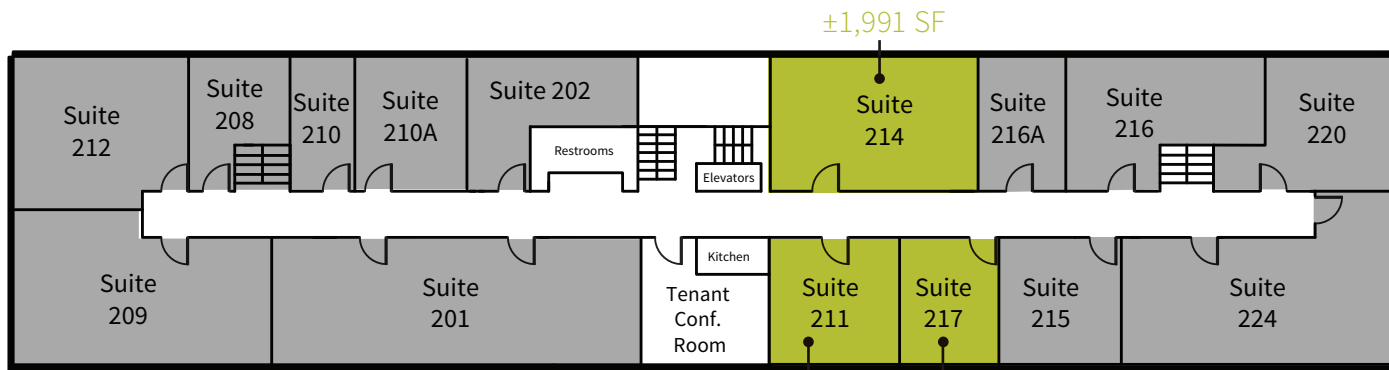 ±1,991 SF
Suite
212
Suite
208
Suite
210
Suite
210A
Suite 202
Restrooms
Elevators
Suite
214
Suite
216A
Suite
216
Suite
220
Suite
209
Suite
201
Kitchen
Tenant
Conf.
Room
Suite
211
Suite
217
Suite
215
Suite
224